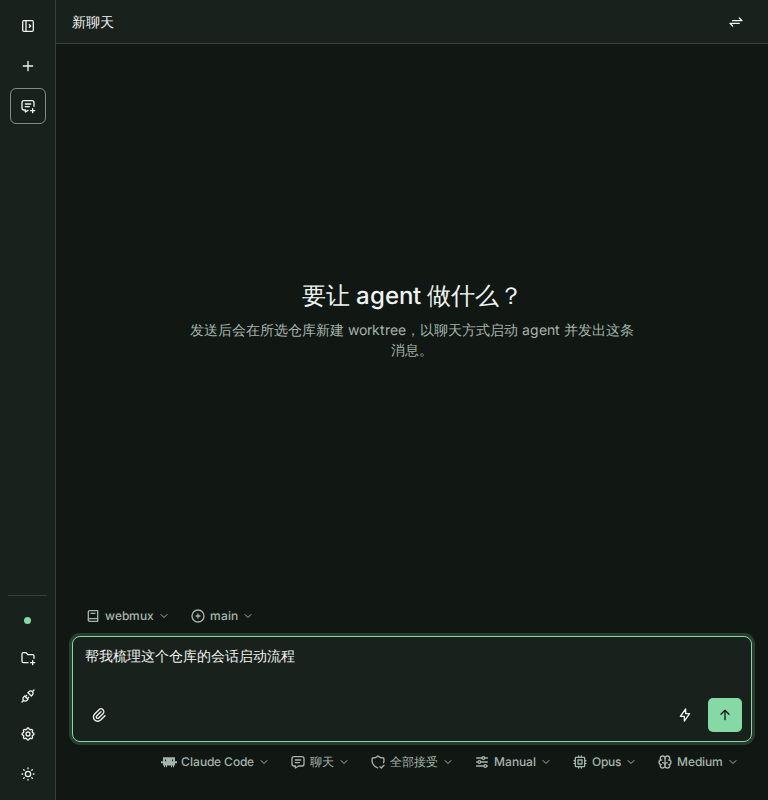 新聊天
要让 agent 做什么？
发送后会在所选仓库新建 worktree，以聊天方式启动 agent 并发出这条
消息。
webmux main
帮我梳理这个仓库的会话启动流程
Claude Code 聊天 全部接受 Manual Opus Medium